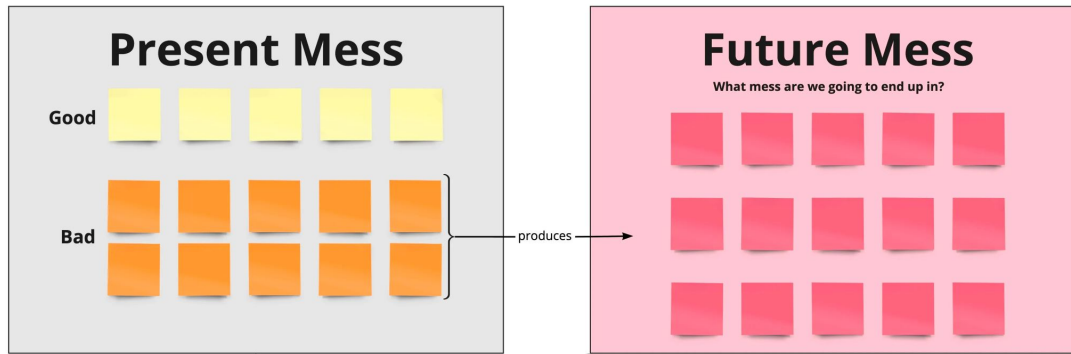 Present Mess
Good
Bad
produces
Future Mess
What mess are we going to end up in?